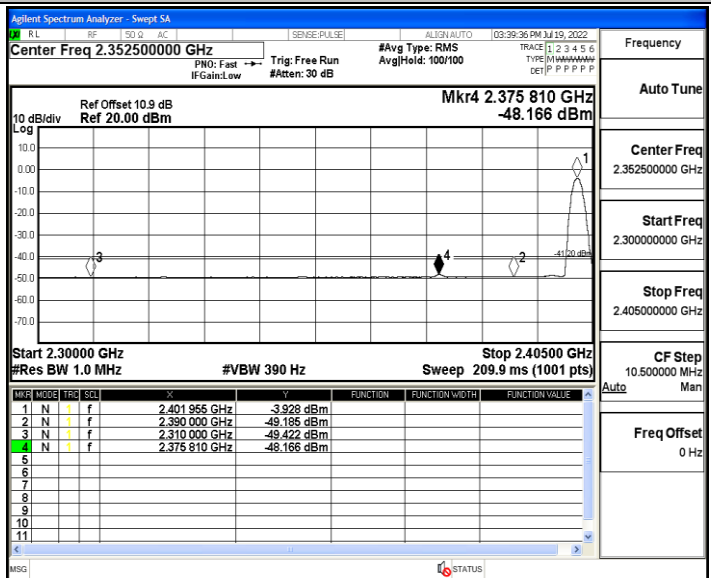 Agilent Spectrum Analyzer - Swept SA
LXI RL RF 50 Ω AC SENSE:PULSE ALIGN AUTO 03:39:36 PM Jul 19, 2022
Center Freq 2.352500000 GHz #Avg Type: RMS TRACE 1 2 3 4 5 6
PNO: Fast Trig: Free Run Avg|Hold: 100/100 TYPE M WWWWW
IFGain:Low #Atten: 30 dB DET P P P P P P
Ref Offset 10.9 dB Mkr4 2.375 810 GHz
10 dB/div Ref 20.00 dBm -48.166 dBm
Log
10.0
0.00
-10.0
-20.0
-30.0
-40.0
-50.0
-60.0
-70.0
1
2
3
4
-41.20 dBm
Start 2.30000 GHz Stop 2.40500 GHz
#Res BW 1.0 MHz #VBW 390 Hz Sweep 209.9 ms (1001 pts)
MKR MODE TRC SCL X Y FUNCTION FUNCTION WIDTH FUNCTION VALUE
1 N 1 f 2.401 955 GHz -3.928 dBm
2 N 1 f 2.390 000 GHz -49.185 dBm
3 N 1 f 2.310 000 GHz -49.422 dBm
4 N 1 f 2.375 810 GHz -48.166 dBm
5
6
7
8
9
10
11
MSG STATUS
Frequency
Auto Tune
Center Freq
2.352500000 GHz
Start Freq
2.300000000 GHz
Stop Freq
2.405000000 GHz
CF Step
10.500000 MHz
Auto Man
Freq Offset
0 Hz